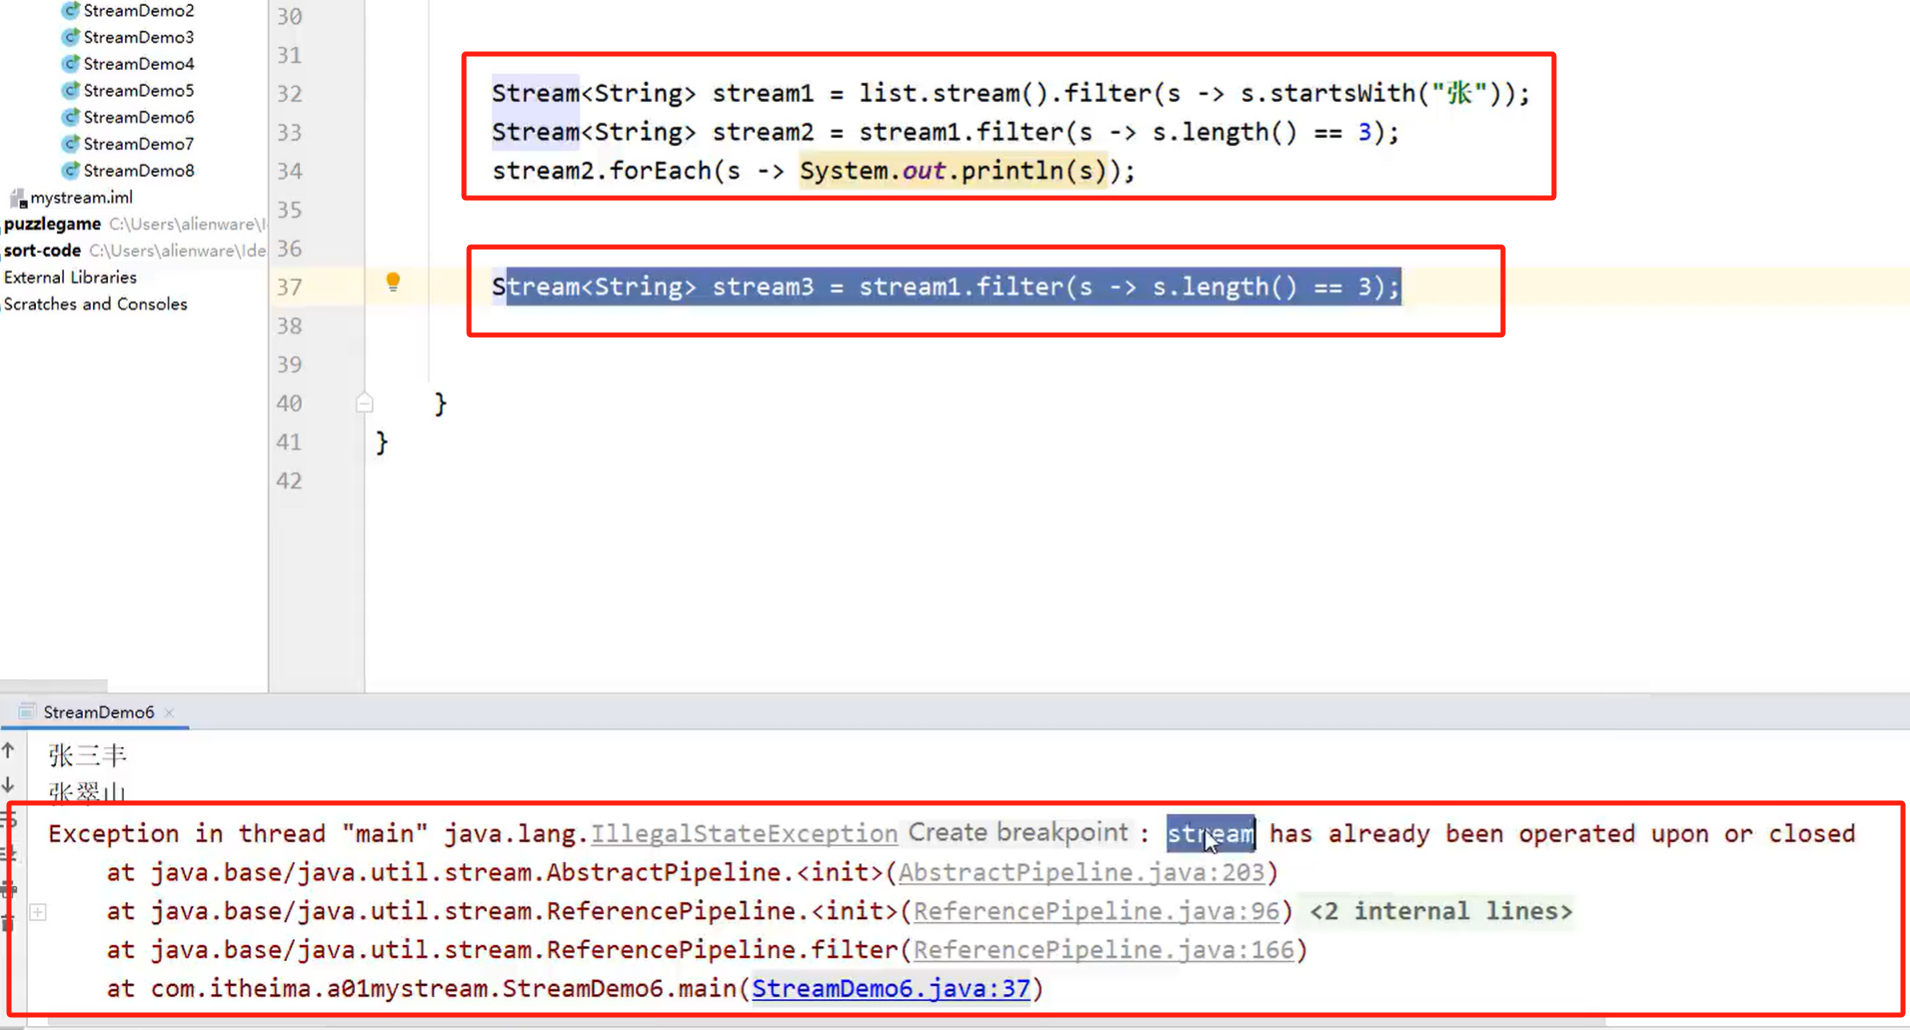 StreamDemo2
StreamDemo3
StreamDemo4
StreamDemo5
StreamDemo6
StreamDemo7
StreamDemo8
mystream.iml
puzzlegame C:\Users\alienware\I
sort-code C:\Users\alienware\Ide
External Libraries
Scratches and Consoles
30
31
32 Stream<String> stream1 = list.stream().filter(s -> s.startsWith("张"));
33 Stream<String> stream2 = stream1.filter(s -> s.length() == 3);
34 stream2.forEach(s -> System.out.println(s));
35
36
37 Stream<String> stream3 = stream1.filter(s -> s.length() == 3);
38
39
40 }
41 }
42
StreamDemo6 ×
张三丰
张翠山
Exception in thread "main" java.lang.IllegalStateException Create breakpoint : stream has already been operated upon or closed
at java.base/java.util.stream.AbstractPipeline.<init>(AbstractPipeline.java:203)
at java.base/java.util.stream.ReferencePipeline.<init>(ReferencePipeline.java:96) <2 internal lines>
at java.base/java.util.stream.ReferencePipeline.filter(ReferencePipeline.java:166)
at com.itheima.a01mystream.StreamDemo6.main(StreamDemo6.java:37)